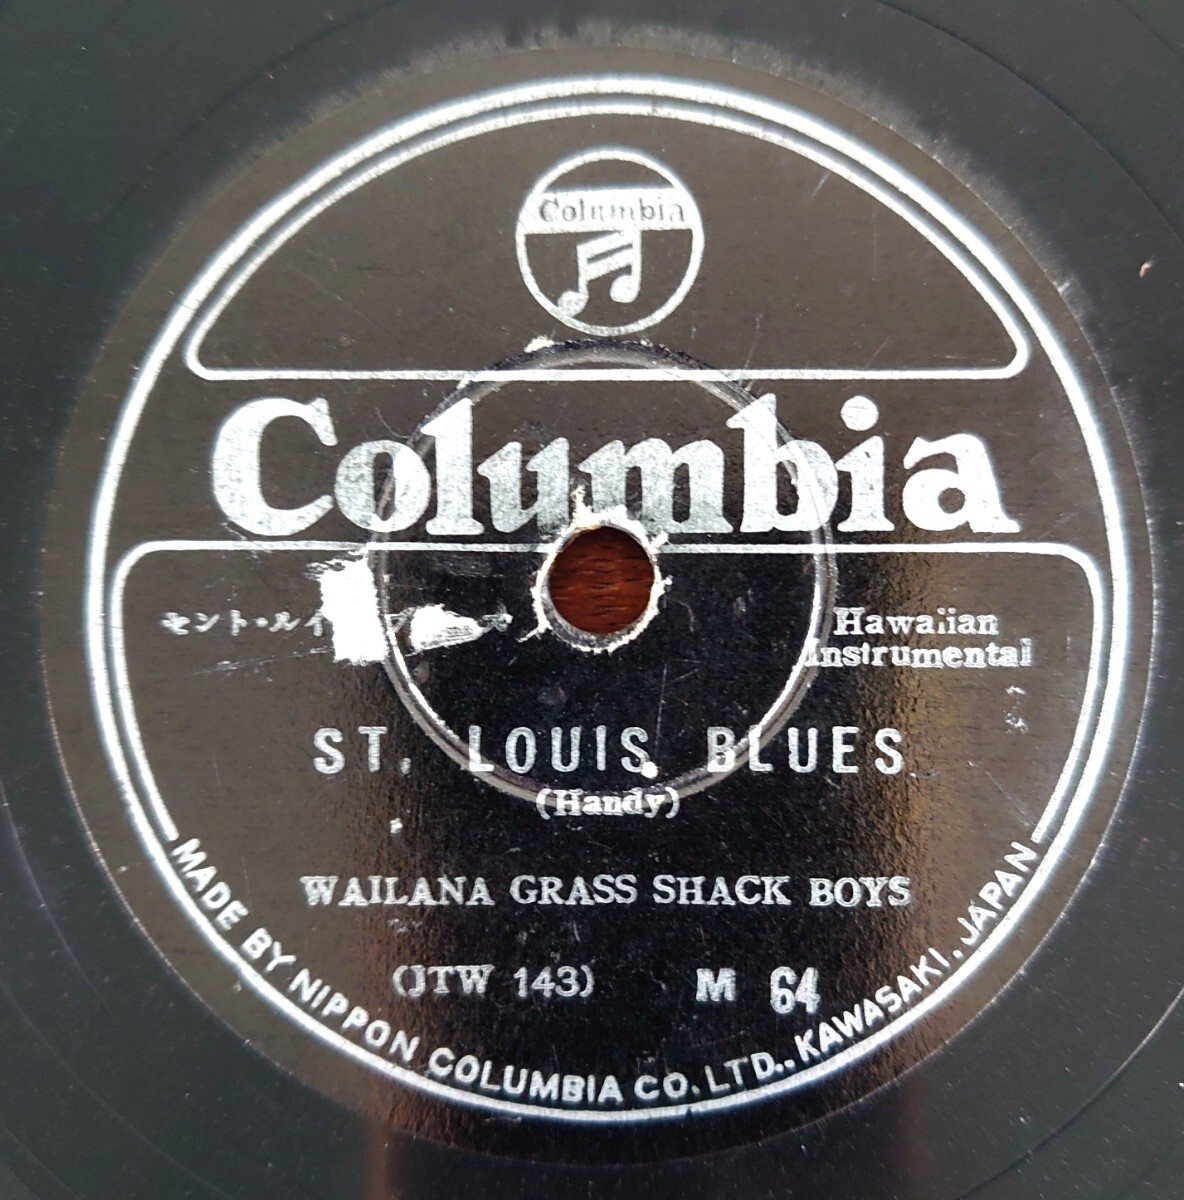 Columbia
Columbia
セント・ルイ
Hawaiian
Instrumental
ST. LOUIS BLUES
(Handy)
WAILANA GRASS SHACK BOYS
(JTW 143) M 64
MADE BY NIPPON COLUMBIA CO. LTD., KAWASAKI, JAPAN